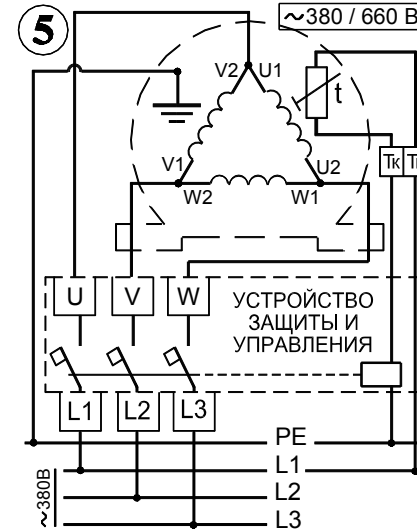 5
~380 / 660 В
V2 U1
t
V1 U2
W2 W1
Тк
U V W
УСТРОЙСТВО
ЗАЩИТЫ И
УПРАВЛЕНИЯ
L1 L2 L3
PE
L1
L2
L3
~380В